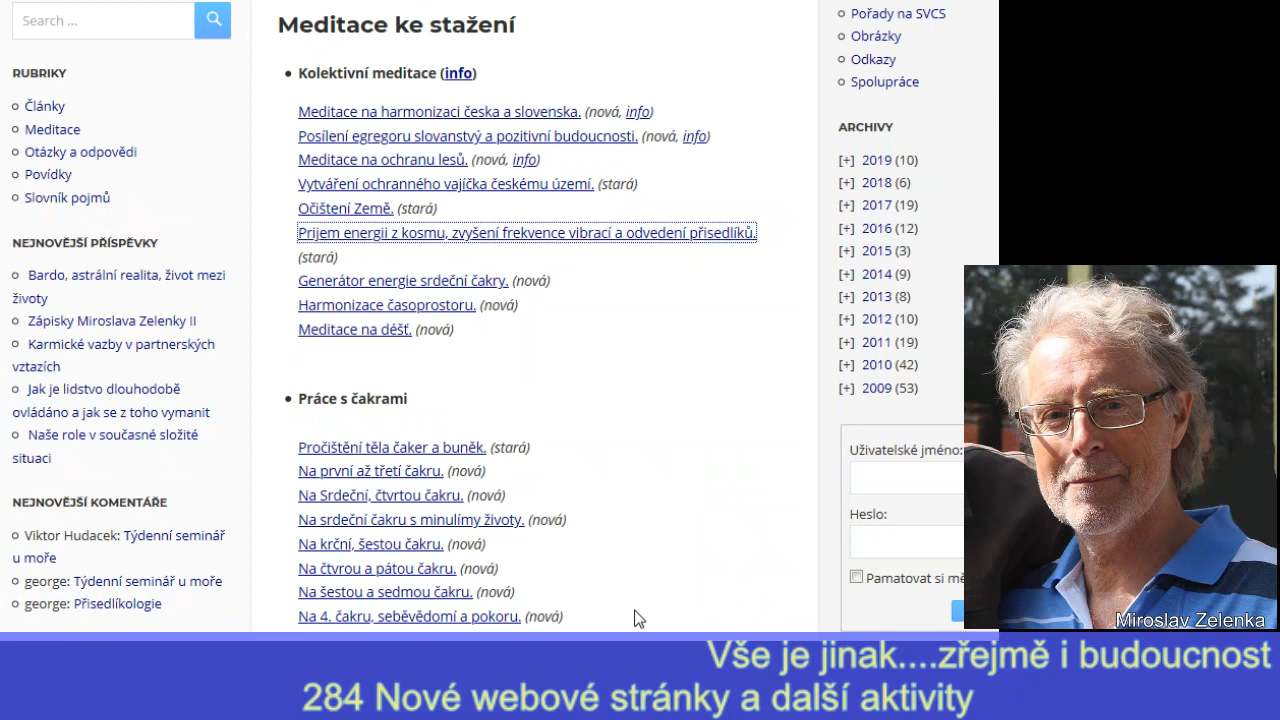 Search ...
RUBRIKY
Články
Meditace
Otázky a odpovědi
Povídky
Slovník pojmů
NEJNOVĚJŠÍ PŘÍSPĚVKY
Bardo, astrální realita, život mezi
životy
Zápisky Miroslava Zelenky II
Karmické vazby v partnerských
vztazích
Jak je lidstvo dlouhodobě
ovládáno a jak se z toho vymanit
Naše role v současné složité
situaci
NEJNOVĚJŠÍ KOMENTÁŘE
Viktor Hudacek: Týdenní seminář
u moře
george: Týdenní seminář u moře
george: Přisedlíkologie
Meditace ke stažení
Kolektivní meditace (info)
Meditace na harmonizaci česka a slovenska. (nová, info)
Posílení egregoru slovanstvý a pozitivní budoucnosti. (nová, info)
Meditace na ochranu lesů. (nová, info)
Vytváření ochranného vajíčka českému území. (stará)
Očištění Země. (stará)
Prijem energii z kosmu, zvyšení frekvence vibrací a odvedení přisedlíků.
(stará)
Generátor energie srdeční čakry. (nová)
Harmonizace časoprostoru. (nová)
Meditace na déšť. (nová)
Práce s čakrami
Pročištění těla čaker a buněk. (stará)
Na první až třetí čakru. (nová)
Na Srdeční, čtvrtou čakru. (nová)
Na srdeční čakru s minulímy životy. (nová)
Na krční, šestou čakru. (nová)
Na čtvrou a pátou čakru. (nová)
Na šestou a sedmou čakru. (nová)
Na 4. čakru, seběvědomí a pokoru. (nová)
Pořady na SVCS
Obrázky
Odkazy
Spolupráce
ARCHIVY
[+] 2019 (10)
[+] 2018 (6)
[+] 2017 (19)
[+] 2016 (12)
[+] 2015 (3)
[+] 2014 (9)
[+] 2013 (8)
[+] 2012 (10)
[+] 2011 (19)
[+] 2010 (42)
[+] 2009 (53)
Uživatelské jméno:
Heslo:
Pamatovat si mě
Miroslav Zelenka
Vše je jinak....zřejmě i budoucnost
284 Nové webové stránky a další aktivity